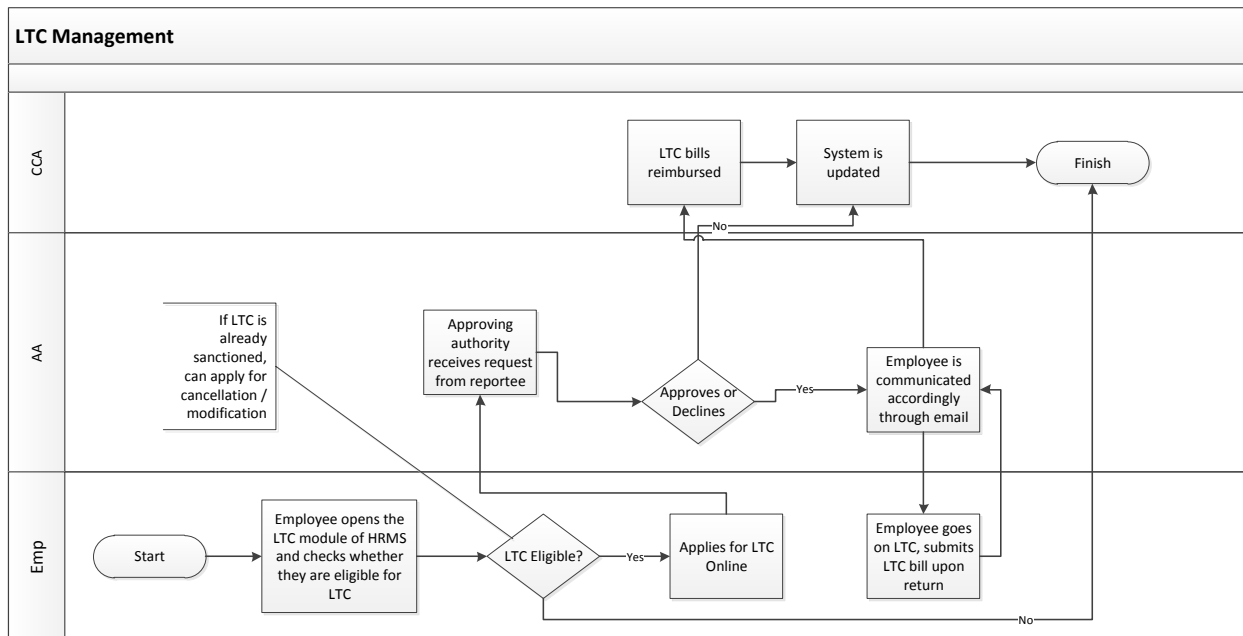 LTC Management
CCA
LTC bills
reimbursed
System is
updated
Finish
No
AA
If LTC is
already
sanctioned,
can apply for
cancellation /
modification
Approving
authority
receives request
from reportee
Approves or
Declines
Yes
Employee is
communicated
accordingly
through email
Emp
Start
Employee opens the
LTC module of HRMS
and checks whether
they are eligible for
LTC
LTC Eligible?
Yes
Applies for LTC
Online
Employee goes
on LTC, submits
LTC bill upon
return
No